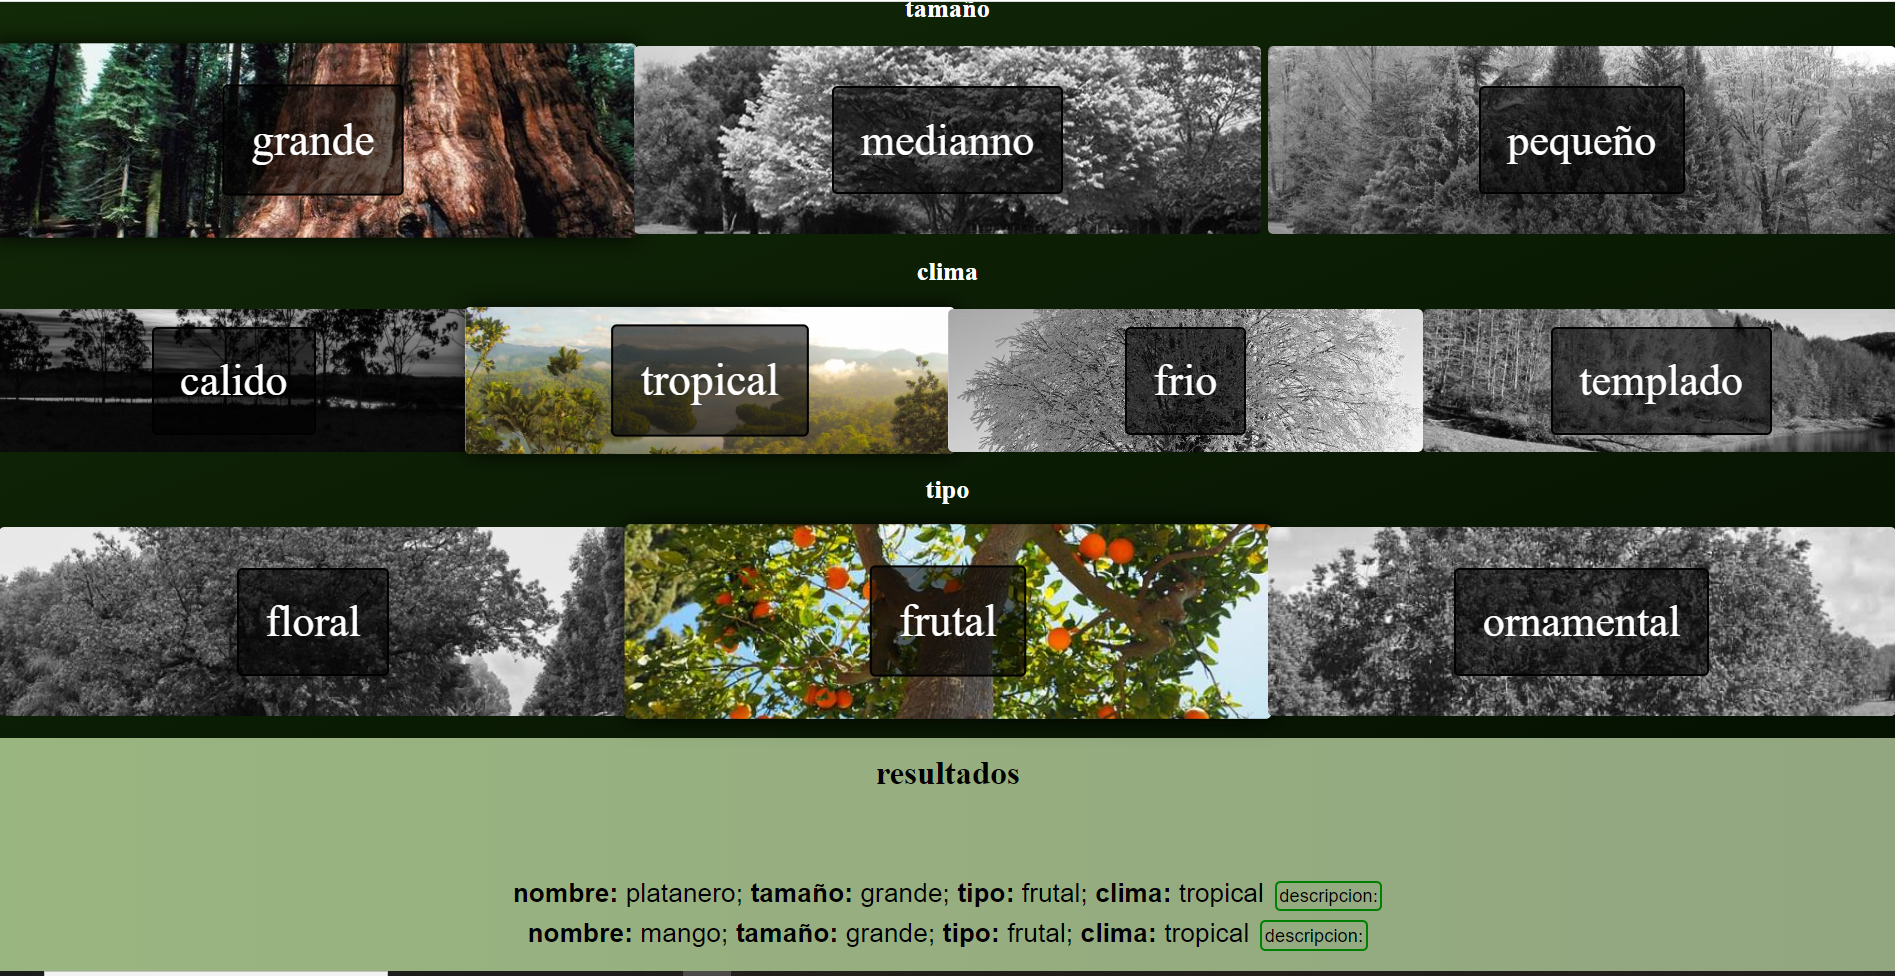 tamaño
grande medianno pequeño
clima
calido tropical frio templado
tipo
floral frutal ornamental
resultados
nombre: platanero; tamaño: grande; tipo: frutal; clima: tropical descripcion:
nombre: mango; tamaño: grande; tipo: frutal; clima: tropical descripcion: